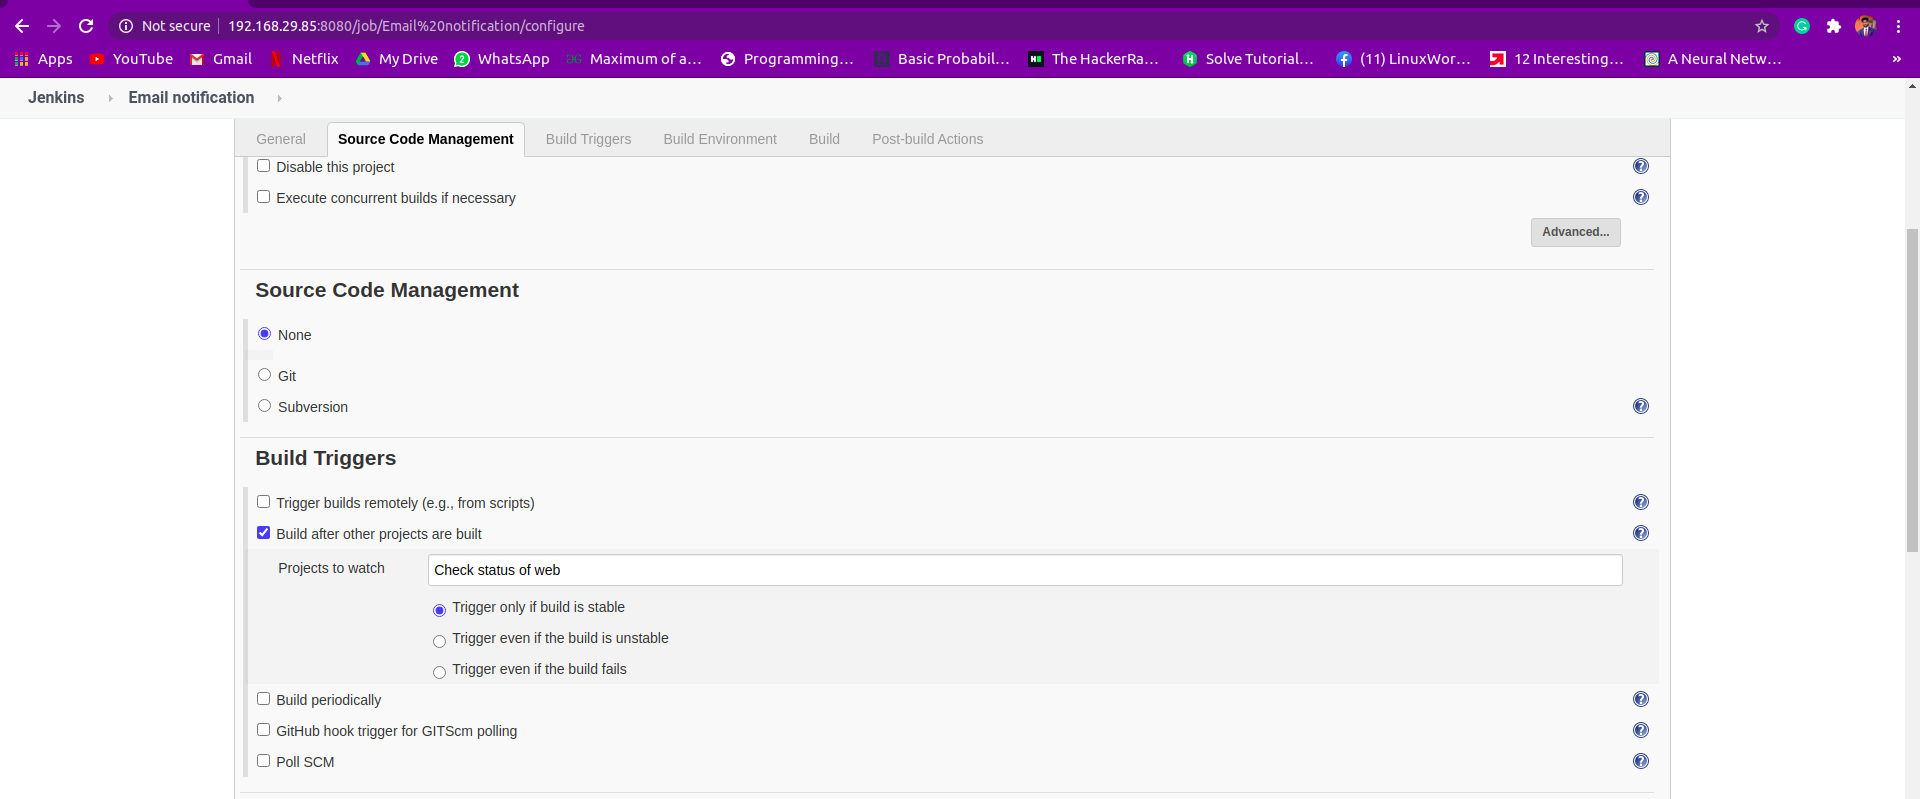 Not secure 192.168.29.85:8080/job/Email%20notification/configure
Apps YouTube Gmail Netflix My Drive 2 WhatsApp Maximum of a... Programming... Basic Probabil... The HackerRa... Solve Tutorial... (11) LinuxWor... 12 Interesting... A Neural Netw... »
Jenkins Email notification
General Source Code Management Build Triggers Build Environment Build Post-build Actions
Disable this project ?
Execute concurrent builds if necessary ?
Advanced...
Source Code Management
None
Git
Subversion ?
Build Triggers
Trigger builds remotely (e.g., from scripts) ?
Build after other projects are built ?
Projects to watch Check status of web
Trigger only if build is stable
Trigger even if the build is unstable
Trigger even if the build fails
Build periodically ?
GitHub hook trigger for GITScm polling ?
Poll SCM ?